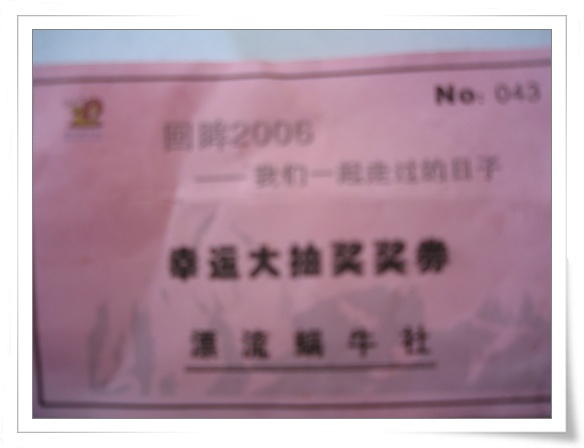 No: 043
回眸2006
—— 我们一起走过的日子
幸运大抽奖奖券
漂流蜗牛社